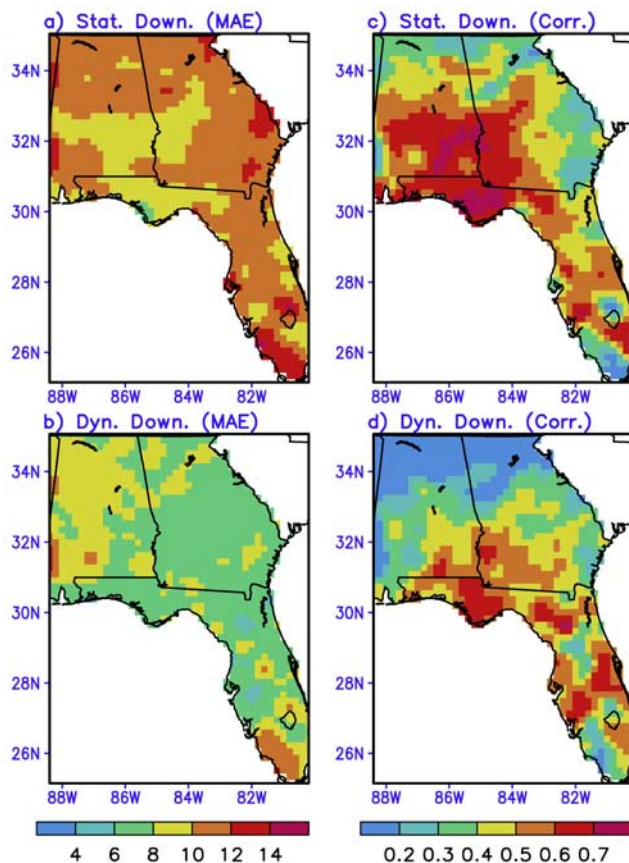 a) Stat. Down. (MAE)
34N
32N
30N
28N
26N
88W 86W 84W 82W
c) Stat. Down. (Corr.)
34N
32N
30N
28N
26N
88W 86W 84W 82W
b) Dyn. Down. (MAE)
34N
32N
30N
28N
26N
88W 86W 84W 82W
4 6 8 10 12 14
d) Dyn. Down. (Corr.)
34N
32N
30N
28N
26N
88W 86W 84W 82W
0.2 0.3 0.4 0.5 0.6 0.7